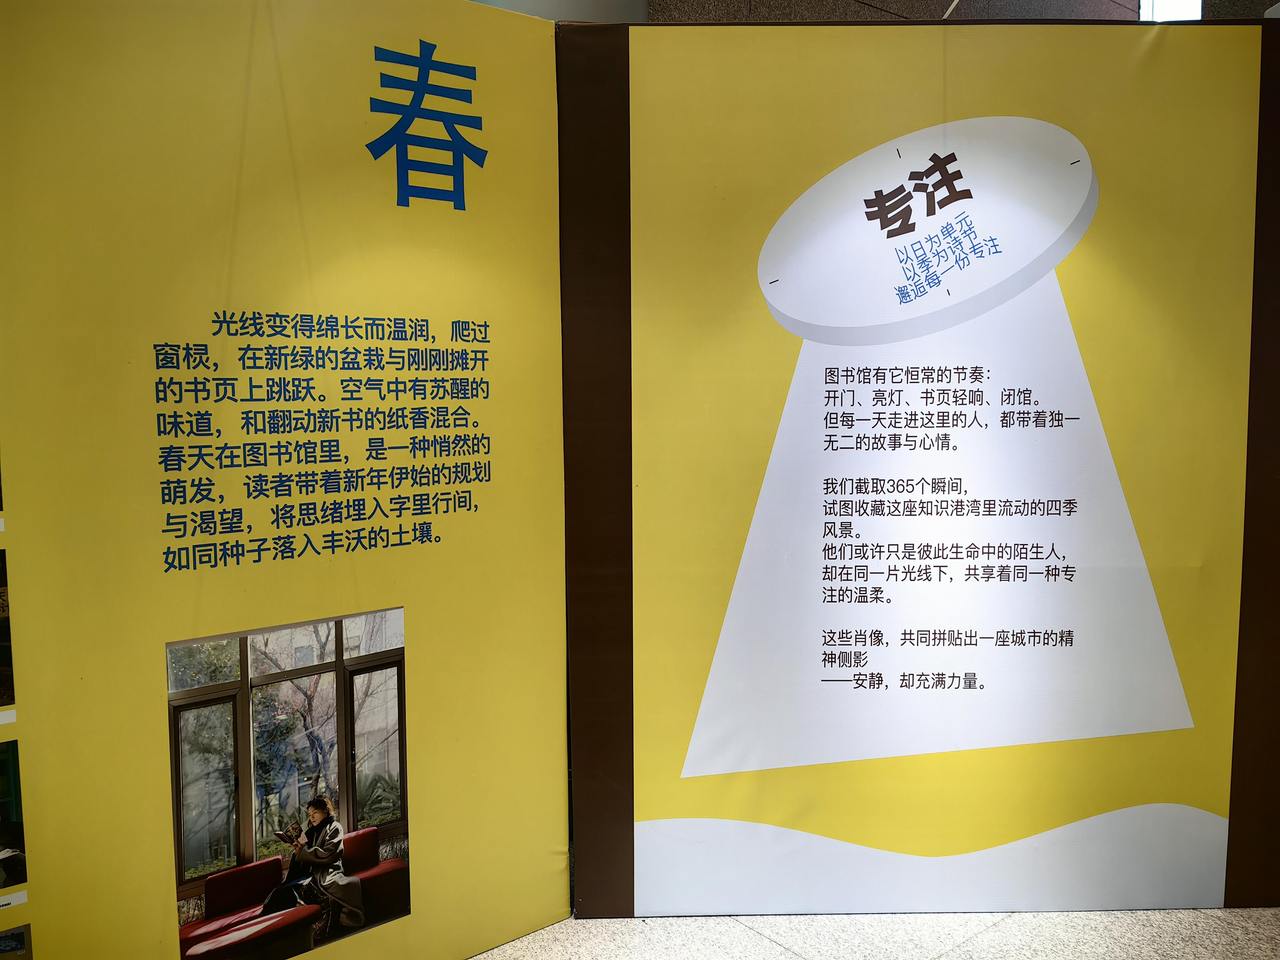 春
光线变得绵长而温润，爬过
窗棂，在新绿的盆栽与刚刚摊开
的书页上跳跃。空气中有苏醒的
味道，和翻动新书的纸香混合。
春天在图书馆里，是一种悄然的
萌发，读者带着新年伊始的规划
与渴望，将思绪埋入字里行间，
如同种子落入丰沃的土壤。
专注
以日为单元
以季为诗节
邂逅每一份专注
图书馆有它恒常的节奏：
开门、亮灯、书页轻响、闭馆。
但每一天走进这里的人，都带着独一
无二的故事与心情。
我们截取365个瞬间，
试图收藏这座知识港湾里流动的四季
风景。
他们或许只是彼此生命中的陌生人，
却在同一片光线下，共享着同一种专
注的温柔。
这些肖像，共同拼贴出一座城市的精
神侧影
——安静，却充满力量。